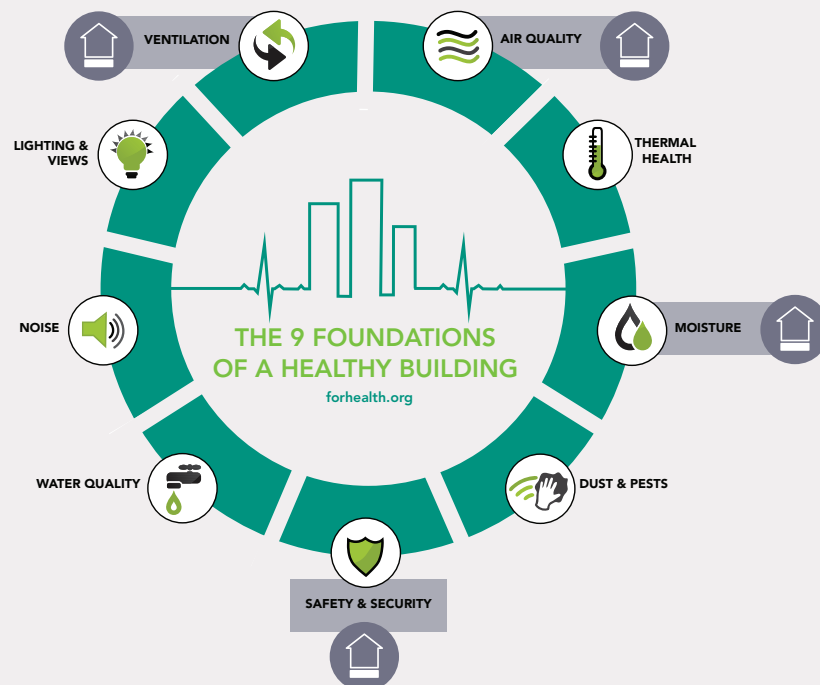 VENTILATION
AIR QUALITY
LIGHTING &
VIEWS
THERMAL
HEALTH
NOISE
MOISTURE
THE 9 FOUNDATIONS
OF A HEALTHY BUILDING
forhealth.org
WATER QUALITY
DUST & PESTS
SAFETY & SECURITY